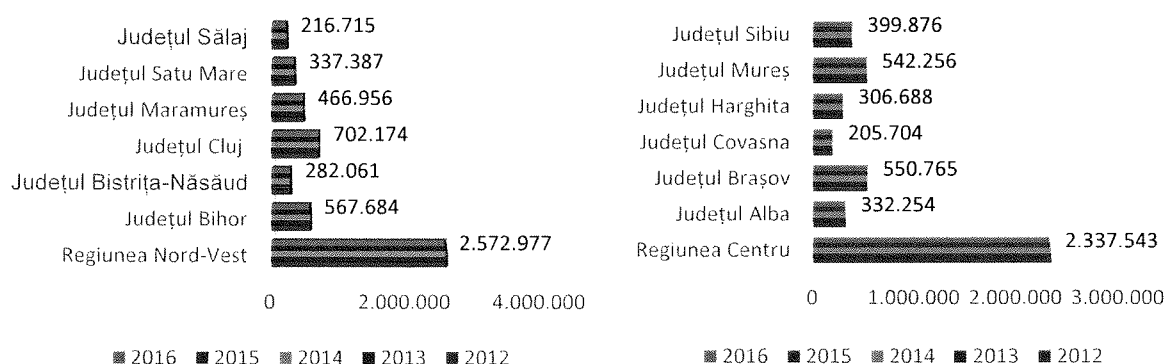 Județul Sălaj 216.715
Județul Satu Mare 337.387
Județul Maramureș 466.956
Județul Cluj 702.174
Județul Bistrița-Năsăud 282.061
Județul Bihor 567.684
Regiunea Nord-Vest 2.572.977
0 2.000.000 4.000.000
2016 2015 2014 2013 2012
Județul Sibiu 399.876
Județul Mureș 542.256
Județul Harghita 306.688
Județul Covasna 205.704
Județul Brașov 550.765
Județul Alba 332.254
Regiunea Centru 2.337.543
0 1.000.000 2.000.000 3.000.000
2016 2015 2014 2013 2012